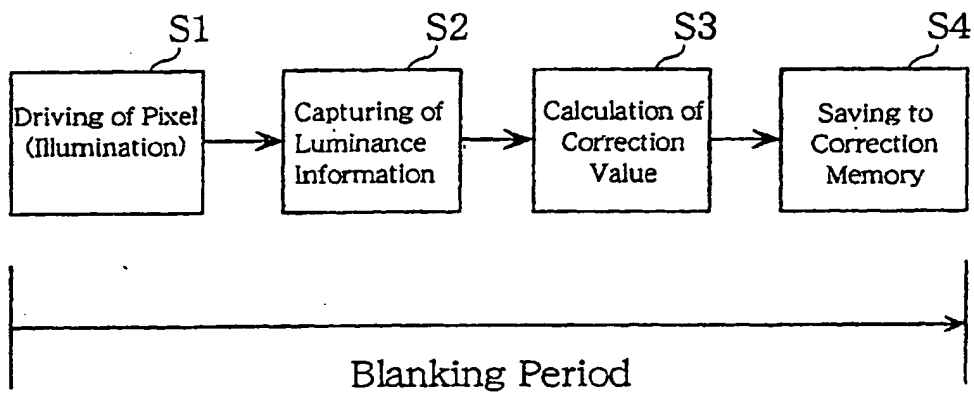 S1
S2
S3
S4
Driving of Pixel
(Illumination)
Capturing of
Luminance
Information
Calculation of
Correction
Value
Saving to
Correction
Memory
Blanking Period